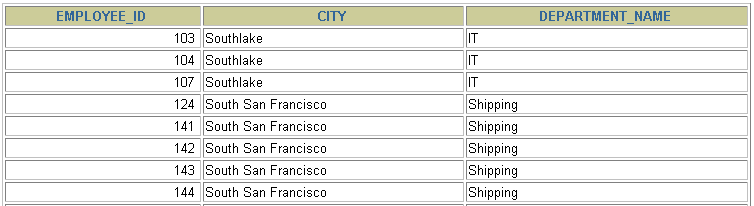 EMPLOYEE_ID CITY DEPARTMENT_NAME
103 Southlake IT
104 Southlake IT
107 Southlake IT
124 South San Francisco Shipping
141 South San Francisco Shipping
142 South San Francisco Shipping
143 South San Francisco Shipping
144 South San Francisco Shipping